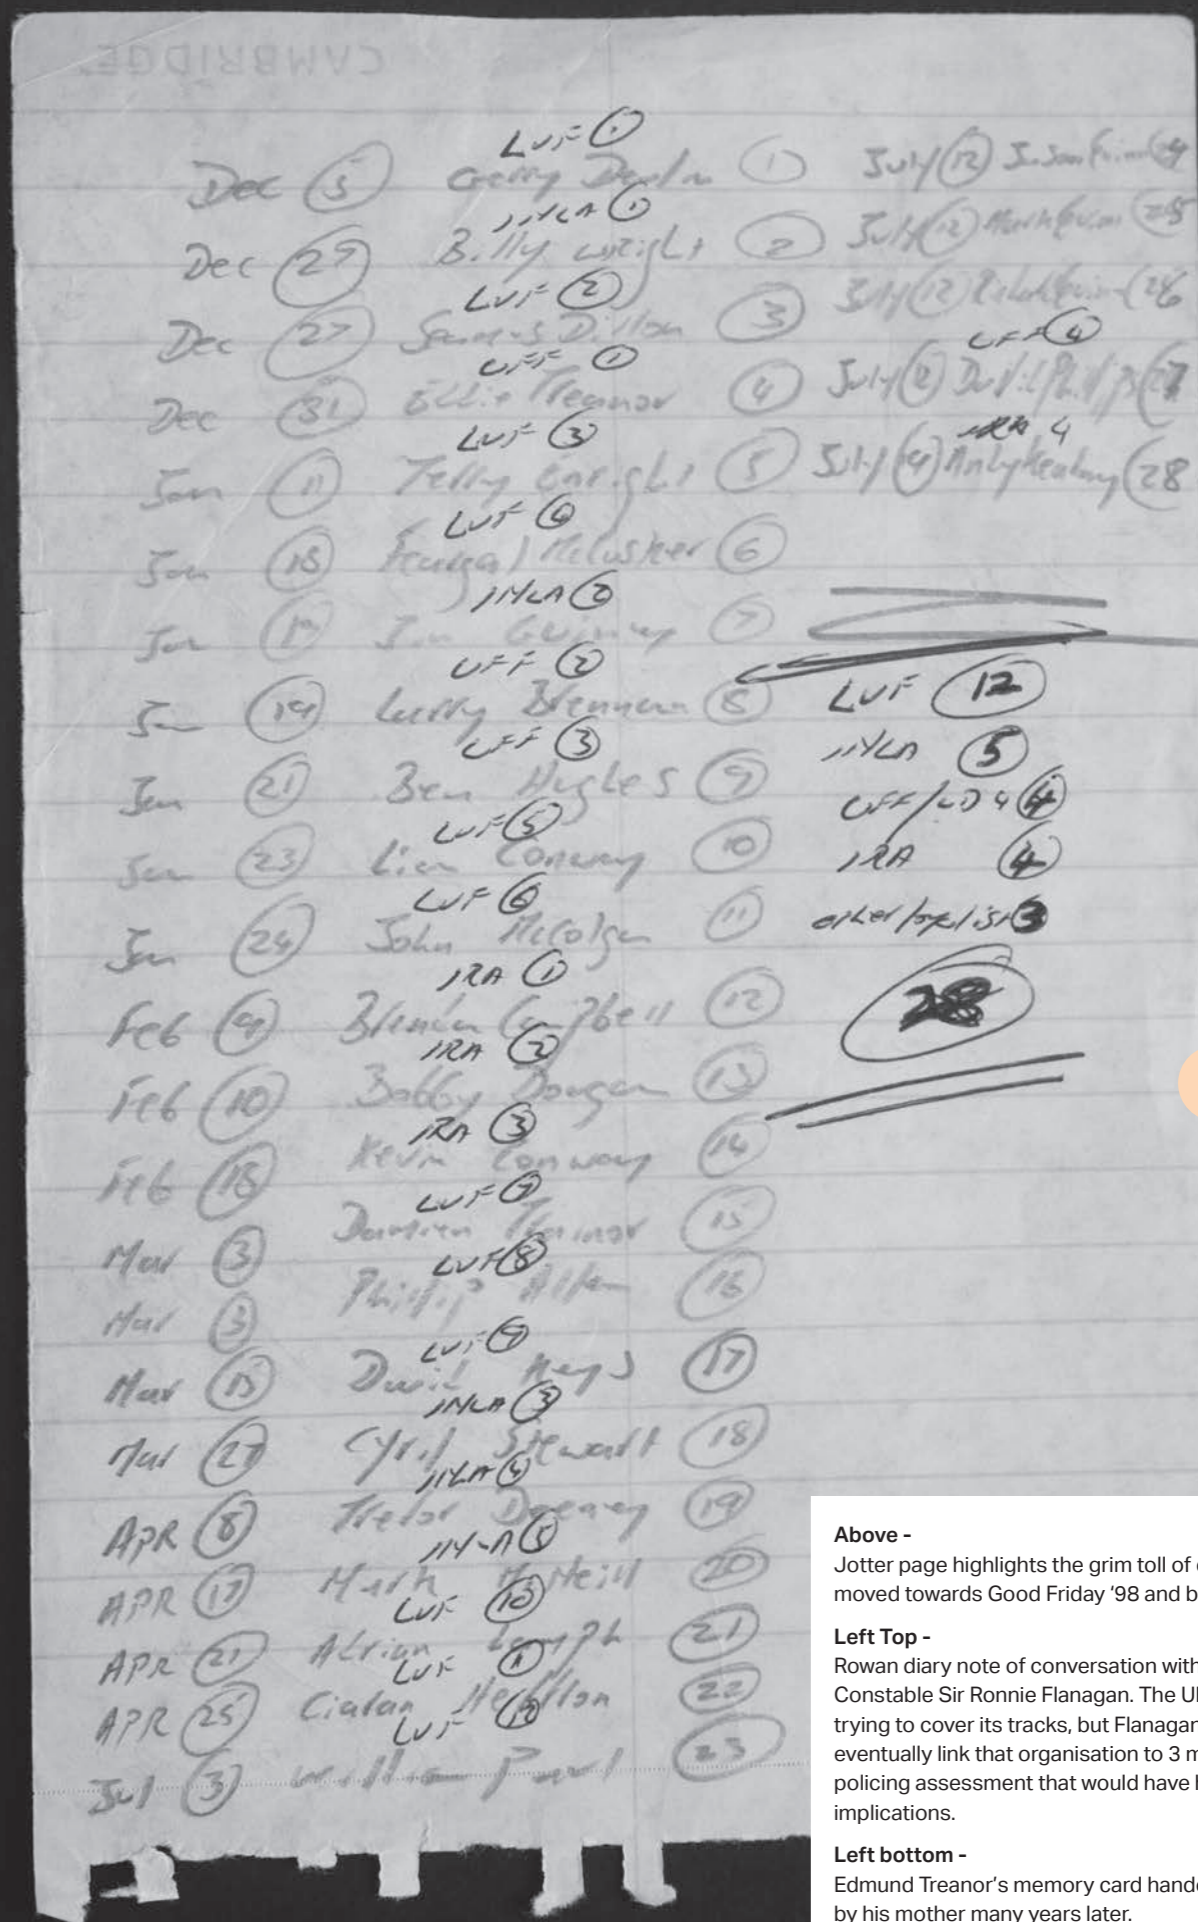 CAMBRIDGE
LVF 1
Dec 5 Gerry Devlin 1
INLA 1
Dec 27 Billy Wright 2
LVF 2
Dec 27 Seamus Dillon 3
UFF 1
Dec 31 Eddie Treanor 4
LVF 3
Jan 11 Terry Enright 5
LVF 4
Jan 18 Fergal McCusker 6
INLA 2
Jan 19 Jim Guiney 7
UFF 2
Jan 19 Larry Brennan 8
UFF 3
Jan 21 Ben Hughes 9
LVF 5
Jan 23 Liam Conway 10
LVF 6
Jan 24 John McColgan 11
IRA 1
Feb 9 Brendan Campbell 12
IRA 2
Feb 10 Bobby Dougan 13
IRA 3
Feb 18 Kevin Conway 14
LVF 7
Mar 3 Damien Trainor 15
LVF 8
Mar 3 Phillip Allen 16
LVF 9
Mar 15 David Keys 17
INLA 3
Mar 27 Cyril Stewart 18
INLA 4
APR 8 Trevor Deeney 19
INLA 5
APR 17 Mark McNeill 20
LVF 10
APR 21 Adrian Lamph 21
LVF 11
APR 25 Ciaran Heffron 22
LVF 12
Jul 3 William 23
July 12 Quinn 24
July 12 Mark Quinn 25
July 12 Quinn 26
UFF 4
July David Phillips 27
IRA 4
July Andy Kearney 28
LVF 12
INLA 5
UFF/ 4
IRA 4
other loyalist 3
28
Above -
Jotter page highlights the grim toll of
moved towards Good Friday '98 and
Left Top -
Rowan diary note of conversation with
Constable Sir Ronnie Flanagan. The
trying to cover its tracks, but Flanagan
eventually link that organisation to 3
policing assessment that would have
implications.
Left bottom -
Edmund Treanor's memory card
by his mother many years later.